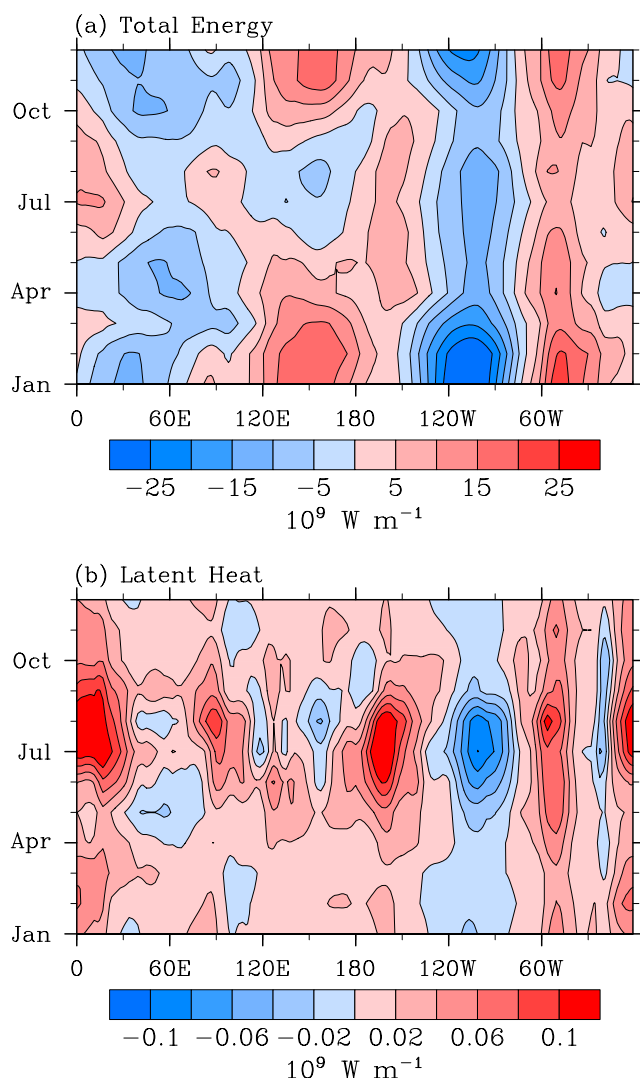 (a) Total Energy
Oct
Jul
Apr
Jan
0 60E 120E 180 120W 60W
−25 −15 −5 5 15 25
10⁹ W m⁻¹
(b) Latent Heat
Oct
Jul
Apr
Jan
0 60E 120E 180 120W 60W
−0.1 −0.06 −0.02 0.02 0.06 0.1
10⁹ W m⁻¹